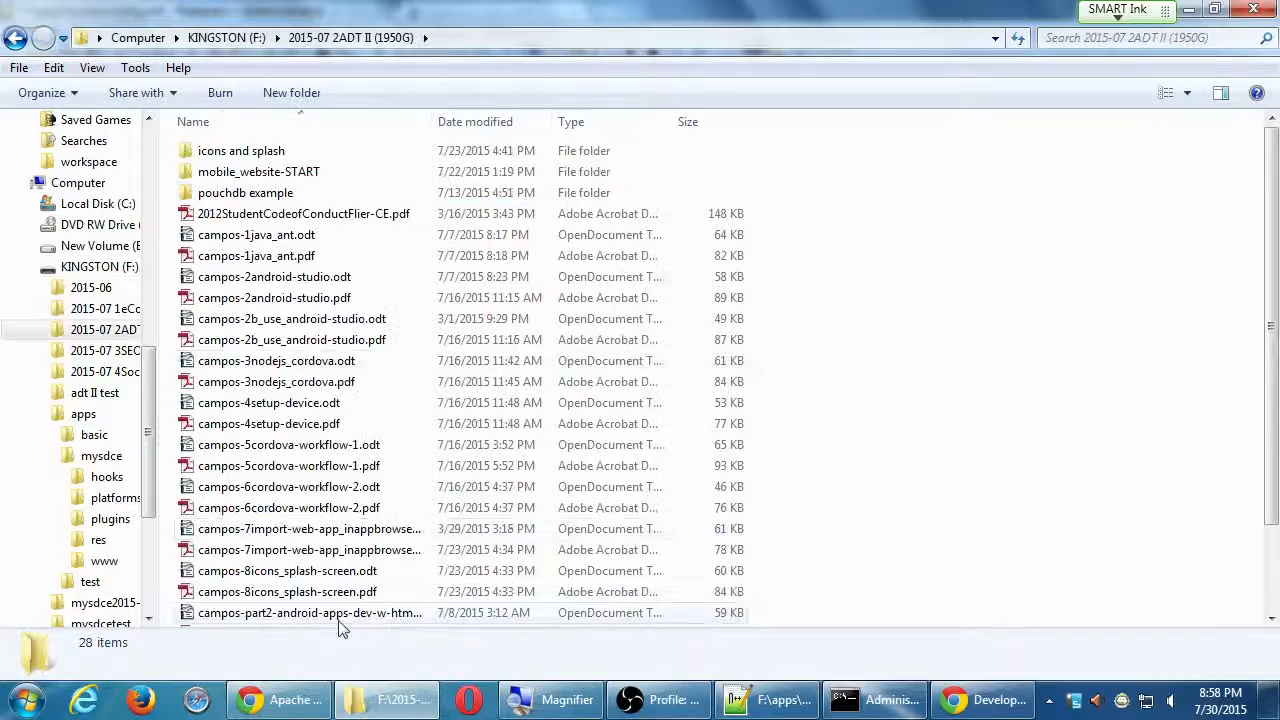 SMART Ink
Computer KINGSTON (F:) 2015-07 2ADT II (1950G)
Search 2015-07 2ADT II (1950G)
File Edit View Tools Help
Organize Share with Burn New folder
Name Date modified Type Size
Saved Games
Searches
workspace
Computer
Local Disk (C:)
DVD RW Drive
New Volume (E
KINGSTON (F:)
2015-06
2015-07 1eCo
2015-07 2ADT
2015-07 3SEC
2015-07 4Soc
adt II test
apps
basic
mysdce
hooks
platforms
plugins
res
www
test
mysdce2015-
mysdcetest
icons and splash 7/23/2015 4:41 PM File folder
mobile_website-START 7/22/2015 1:19 PM File folder
pouchdb example 7/13/2015 4:51 PM File folder
2012StudentCodeofConductFlier-CE.pdf 3/16/2015 3:43 PM Adobe Acrobat D... 148 KB
campos-1java_ant.odt 7/7/2015 8:17 PM OpenDocument T... 64 KB
campos-1java_ant.pdf 7/7/2015 8:18 PM Adobe Acrobat D... 82 KB
campos-2android-studio.odt 7/7/2015 8:23 PM OpenDocument T... 58 KB
campos-2android-studio.pdf 7/16/2015 11:15 AM Adobe Acrobat D... 89 KB
campos-2b_use_android-studio.odt 3/1/2015 9:29 PM OpenDocument T... 49 KB
campos-2b_use_android-studio.pdf 7/16/2015 11:16 AM Adobe Acrobat D... 87 KB
campos-3nodejs_cordova.odt 7/16/2015 11:42 AM OpenDocument T... 61 KB
campos-3nodejs_cordova.pdf 7/16/2015 11:45 AM Adobe Acrobat D... 84 KB
campos-4setup-device.odt 7/16/2015 11:48 AM OpenDocument T... 53 KB
campos-4setup-device.pdf 7/16/2015 11:48 AM Adobe Acrobat D... 77 KB
campos-5cordova-workflow-1.odt 7/16/2015 3:52 PM OpenDocument T... 65 KB
campos-5cordova-workflow-1.pdf 7/16/2015 5:52 PM Adobe Acrobat D... 93 KB
campos-6cordova-workflow-2.odt 7/16/2015 4:37 PM OpenDocument T... 46 KB
campos-6cordova-workflow-2.pdf 7/16/2015 4:37 PM Adobe Acrobat D... 76 KB
campos-7import-web-app_inappbrowse... 3/29/2015 3:18 PM OpenDocument T... 61 KB
campos-7import-web-app_inappbrowse... 7/23/2015 4:34 PM Adobe Acrobat D... 78 KB
campos-8icons_splash-screen.odt 7/23/2015 4:33 PM OpenDocument T... 60 KB
campos-8icons_splash-screen.pdf 7/23/2015 4:33 PM Adobe Acrobat D... 84 KB
campos-part2-android-apps-dev-w-htm... 7/8/2015 3:12 AM OpenDocument T... 59 KB
28 items
Apache ... F:\2015-... Magnifier Profile: ... F:\apps\... Adminis... Develop...
8:58 PM
7/30/2015